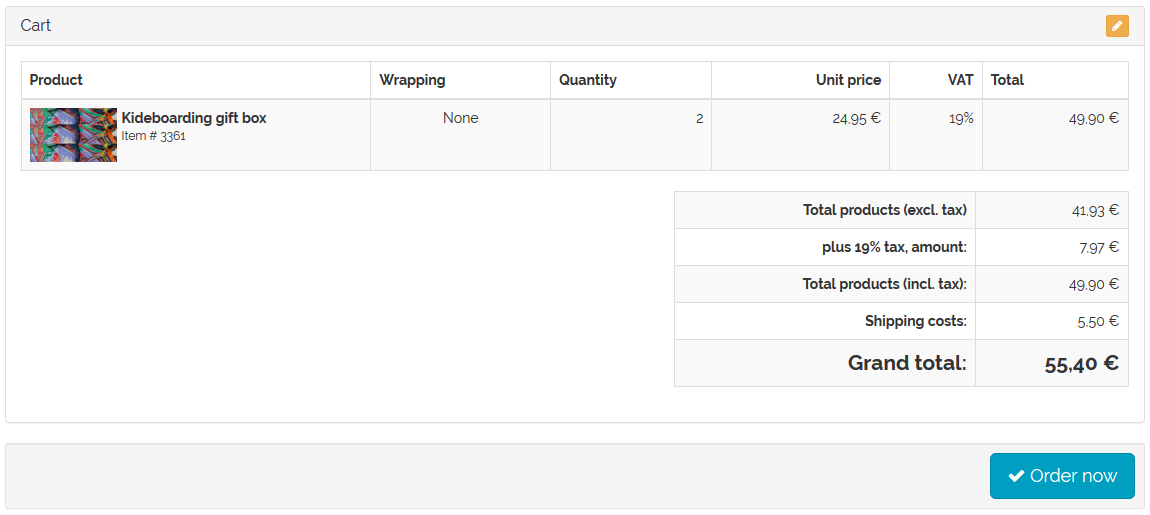 Cart
Product Wrapping Quantity Unit price VAT Total
Kideboarding gift box None 2 24,95 € 19% 49,90 €
Item # 3361
Total products (excl. tax) 41,93 €
plus 19% tax, amount: 7,97 €
Total products (incl. tax): 49,90 €
Shipping costs: 5,50 €
Grand total: 55,40 €
Order now